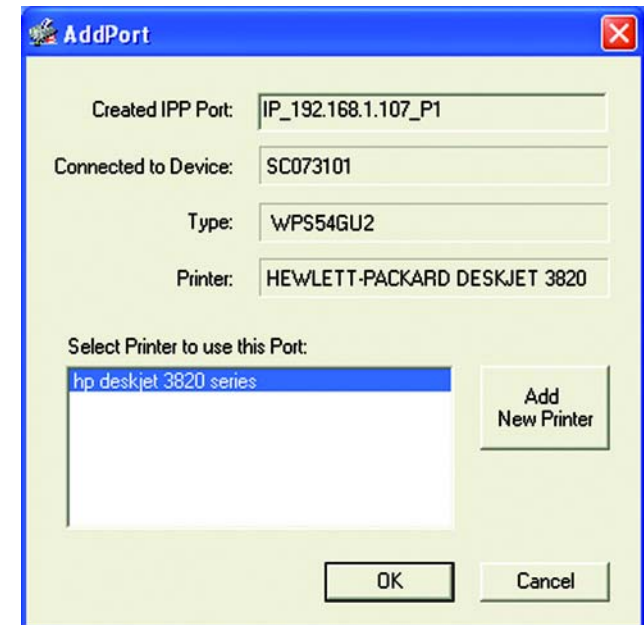 AddPort
Created IPP Port: IP_192.168.1.107_P1
Connected to Device: SC073101
Type: WPS54GU2
Printer: HEWLETT-PACKARD DESKJET 3820
Select Printer to use this Port:
hp deskjet 3820 series
Add
New Printer
OK Cancel